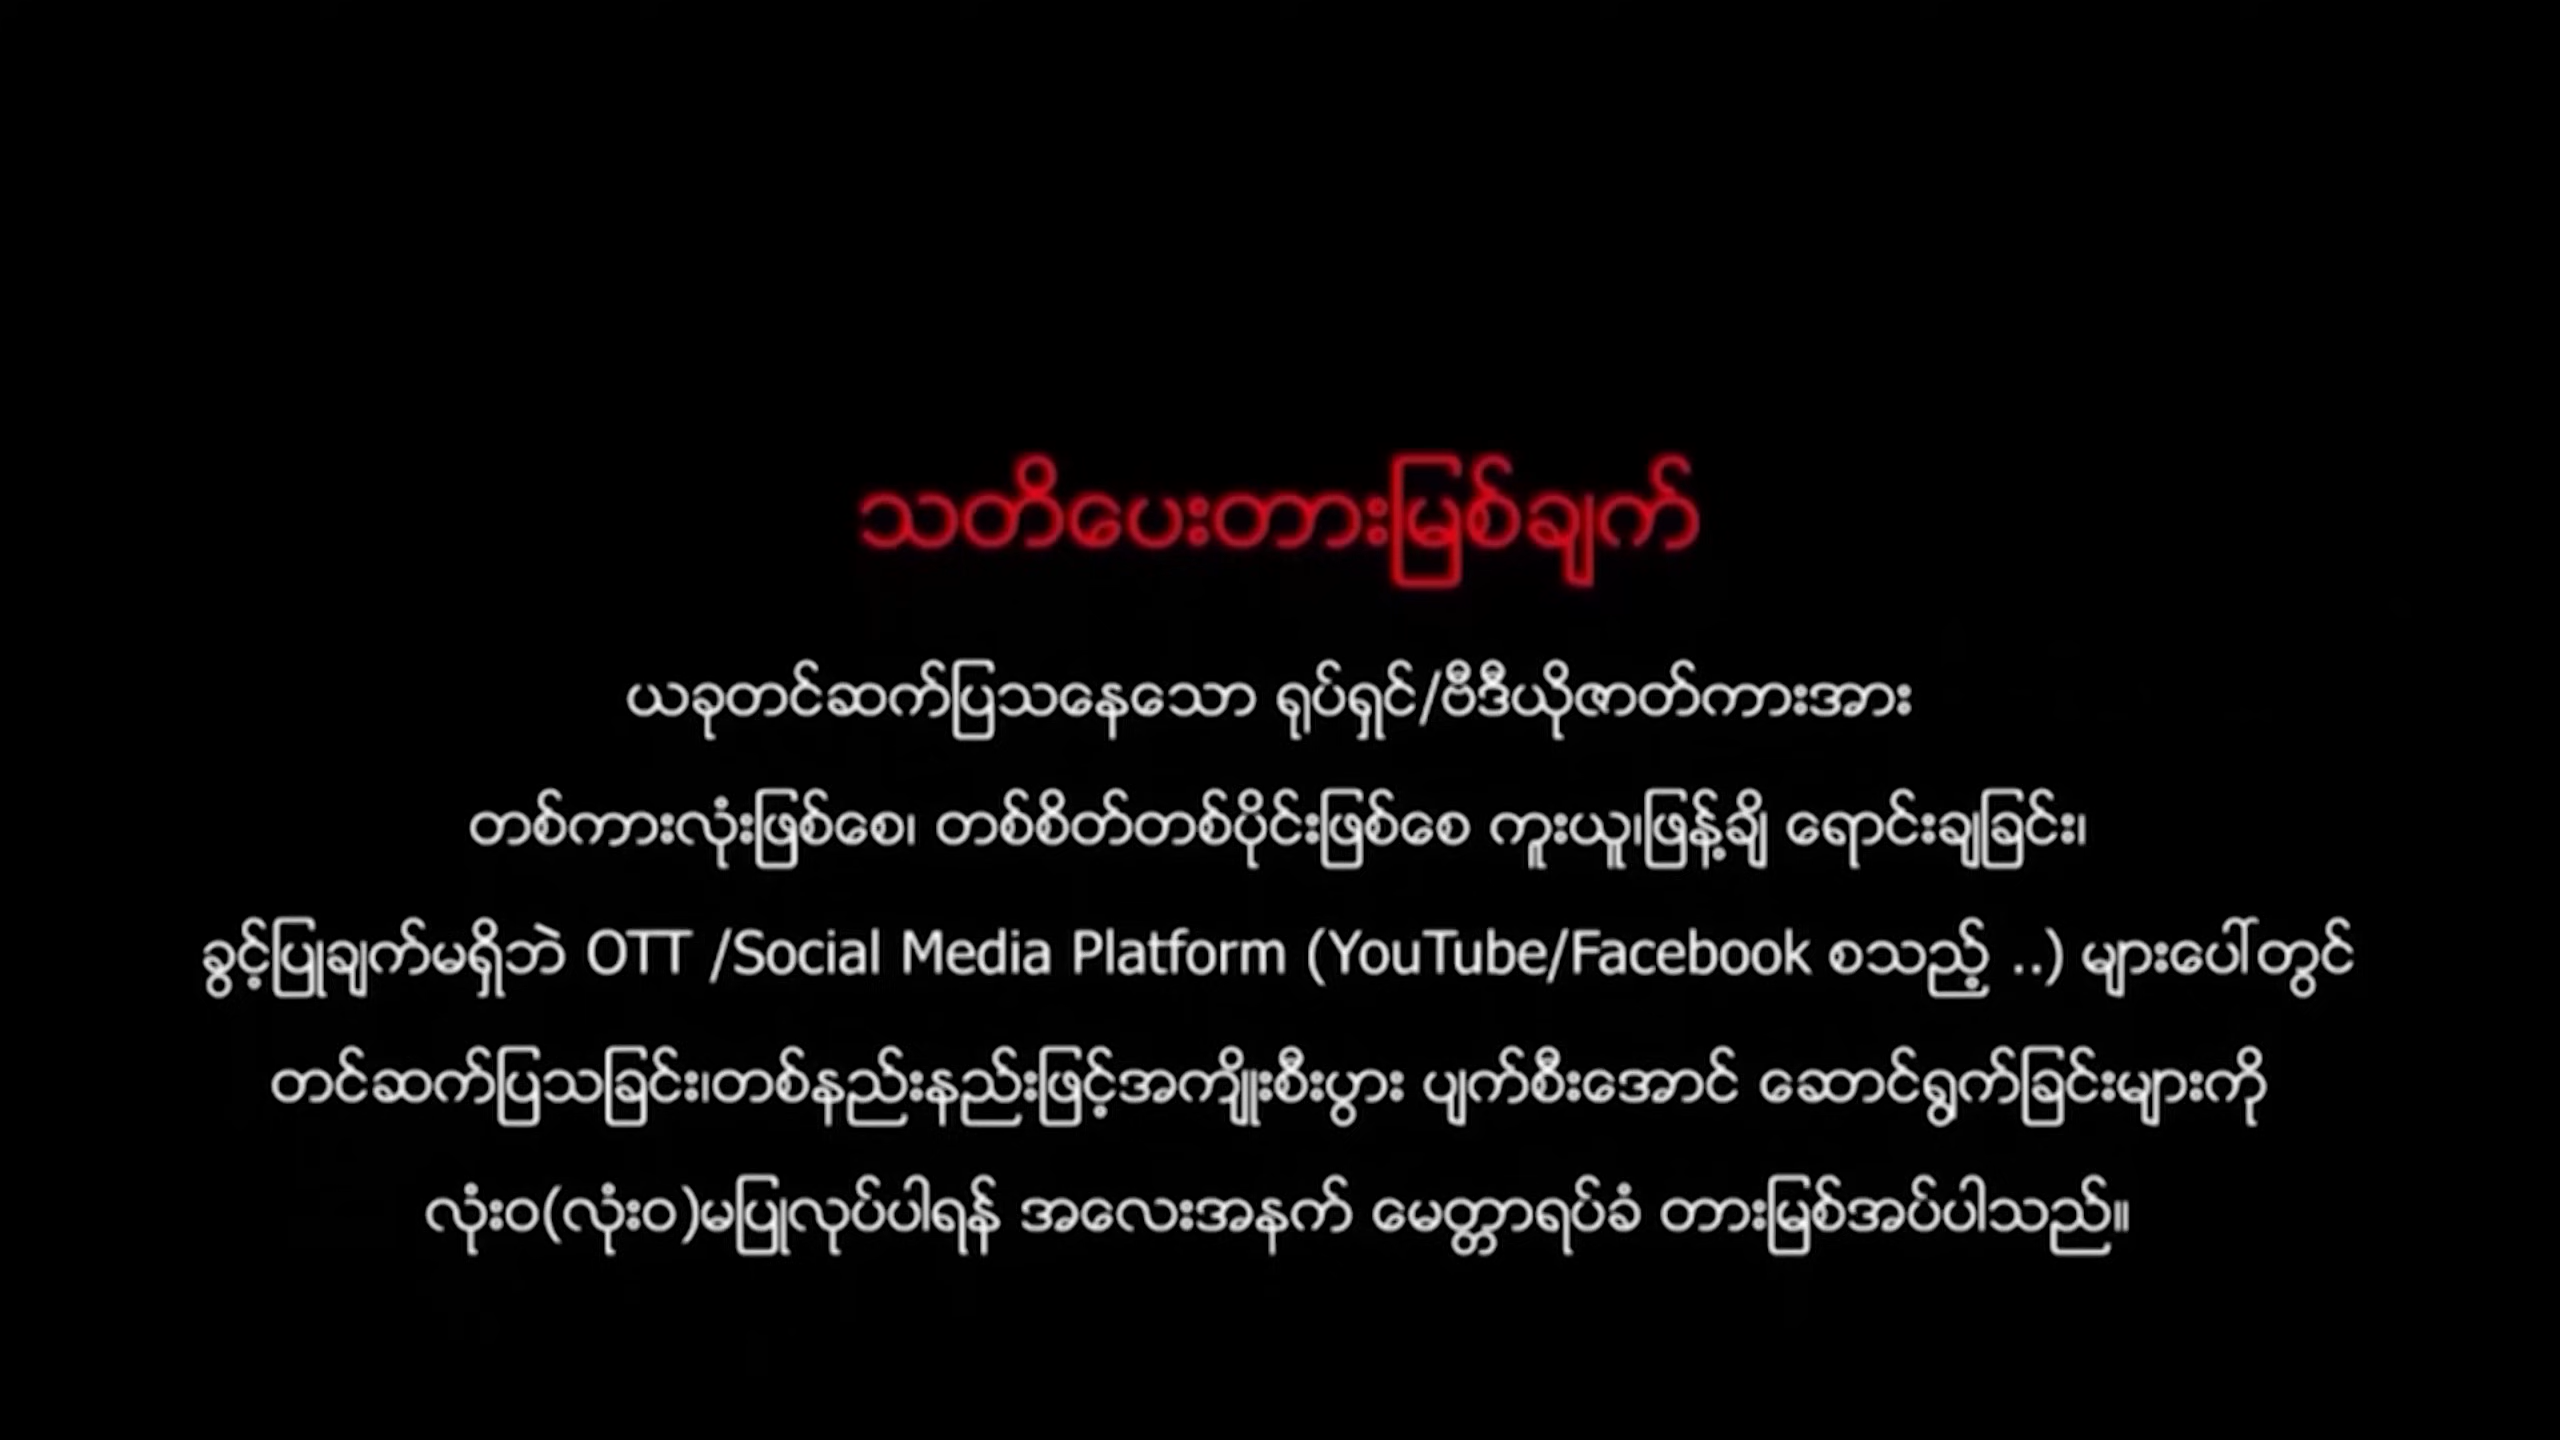 သတိပေးတားမြစ်ချက်
ယခုတင်ဆက်ပြသနေသော ရုပ်ရှင်/ဗီဒီယိုဇာတ်ကားအား
တစ်ကားလုံးဖြစ်စေ၊ တစ်စိတ်တစ်ပိုင်းဖြစ်စေ ကူးယူ၊ဖြန့်ချိ ရောင်းချခြင်း၊
ခွင့်ပြုချက်မရှိဘဲ OTT /Social Media Platform (YouTube/Facebook စသည့် ..) များပေါ်တွင်
တင်ဆက်ပြသခြင်း၊တစ်နည်းနည်းဖြင့်အကျိုးစီးပွား ပျက်စီးအောင် ဆောင်ရွက်ခြင်းများကို
လုံးဝ(လုံးဝ)မပြုလုပ်ပါရန် အလေးအနက် မေတ္တာရပ်ခံ တားမြစ်အပ်ပါသည်။